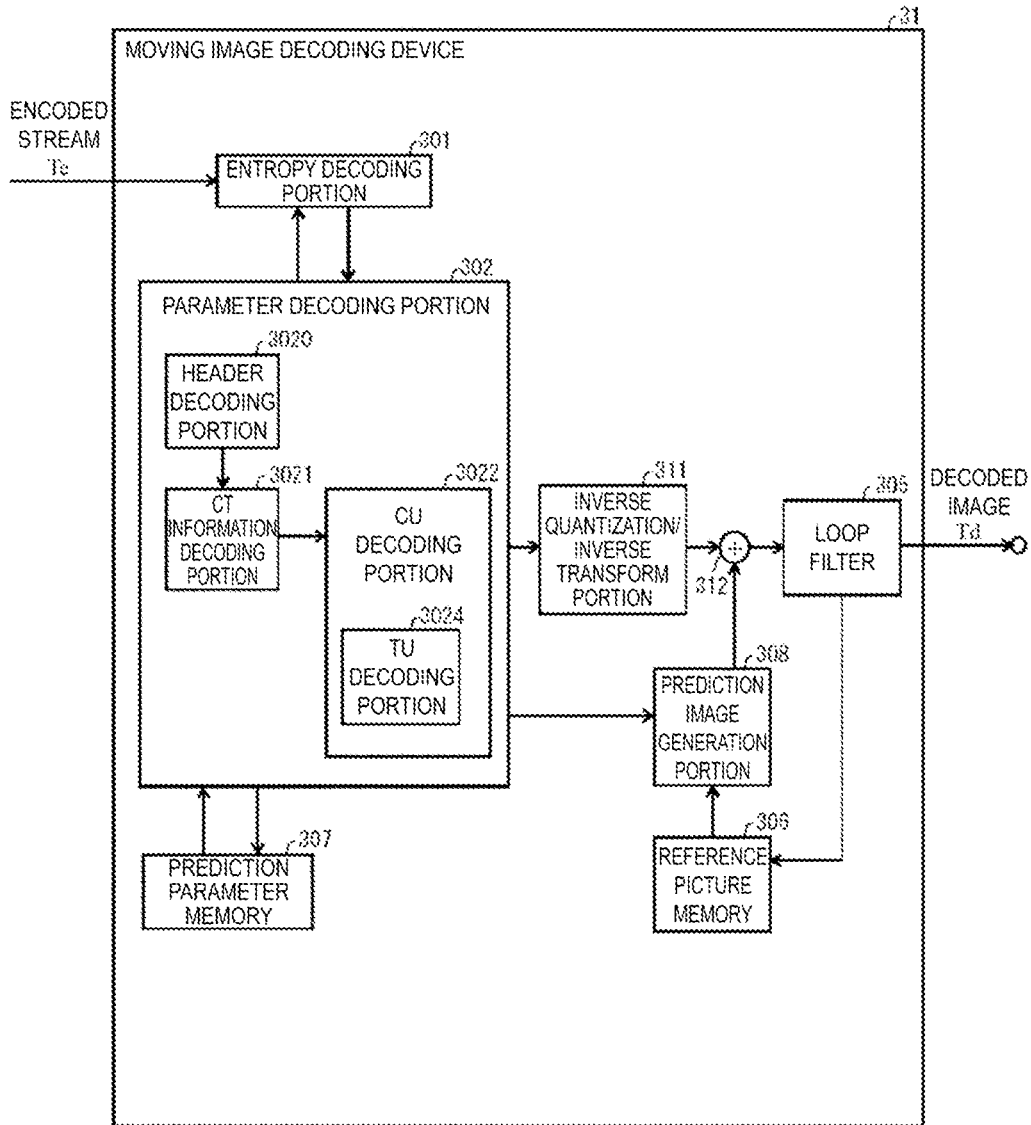 31
MOVING IMAGE DECODING DEVICE
ENCODED
STREAM
Te
301
ENTROPY DECODING
PORTION
302
PARAMETER DECODING PORTION
3020
HEADER
DECODING
PORTION
3021
CT
INFORMATION
DECODING
PORTION
3022
CU
DECODING
PORTION
3024
TU
DECODING
PORTION
311
INVERSE
QUANTIZATION/
INVERSE
TRANSFORM
PORTION
+
312
305
LOOP
FILTER
DECODED
IMAGE
Td
308
PREDICTION
IMAGE
GENERATION
PORTION
306
REFERENCE
PICTURE
MEMORY
307
PREDICTION
PARAMETER
MEMORY